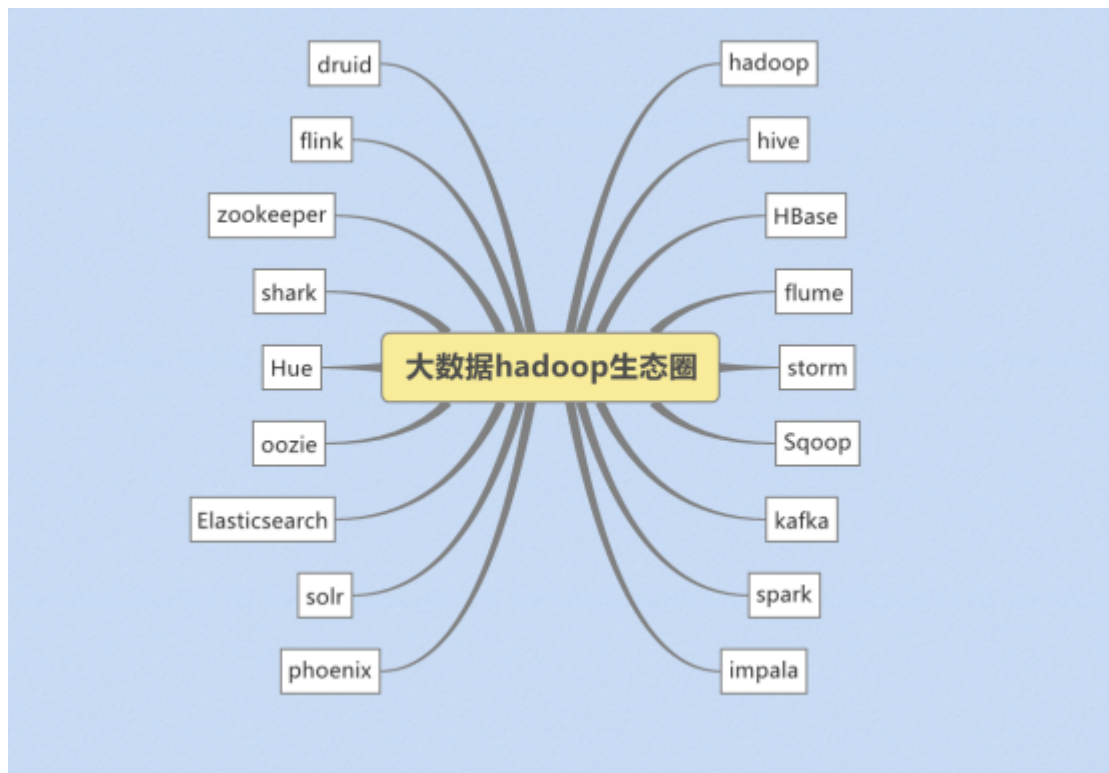 druid
hadoop
flink
hive
zookeeper
HBase
shark
flume
大数据hadoop生态圈
Hue
storm
oozie
Sqoop
Elasticsearch
kafka
solr
spark
phoenix
impala